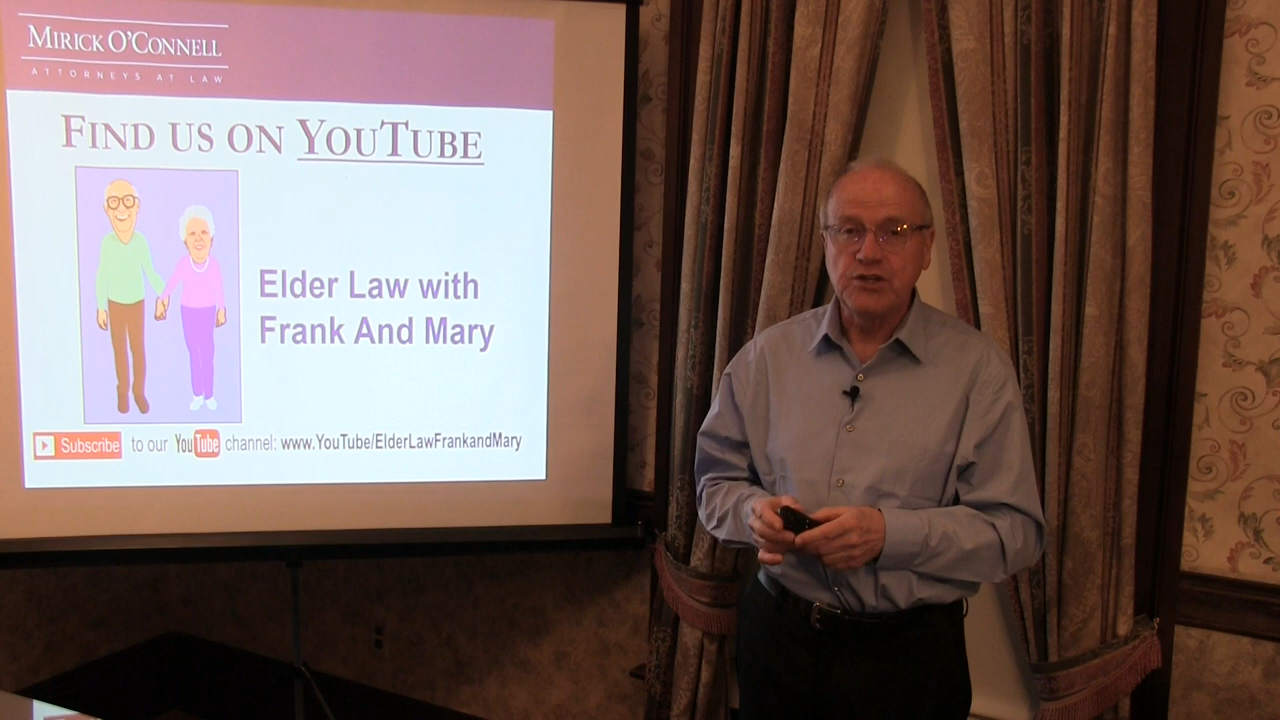 MIRICK O'CONNELL
ATTORNEYS AT LAW
FIND US ON YOUTUBE
Elder Law with
Frank And Mary
Subscribe to our YouTube channel: www.YouTube/ElderLawFrankandMary